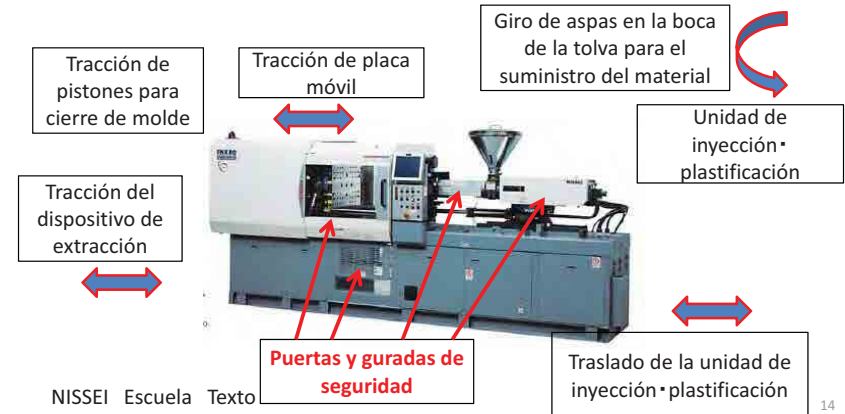 Giro de aspas en la boca
de la tolva para el
suministro del material
Tracción de
pistones para
cierre de molde
Tracción de placa
móvil
Unidad de
inyección・
plastificación
Tracción del
dispositivo de
extracción
NISSEI
Puertas y guradas de
seguridad
Traslado de la unidad de
inyección・plastificación
NISSEI Escuela Texto
14